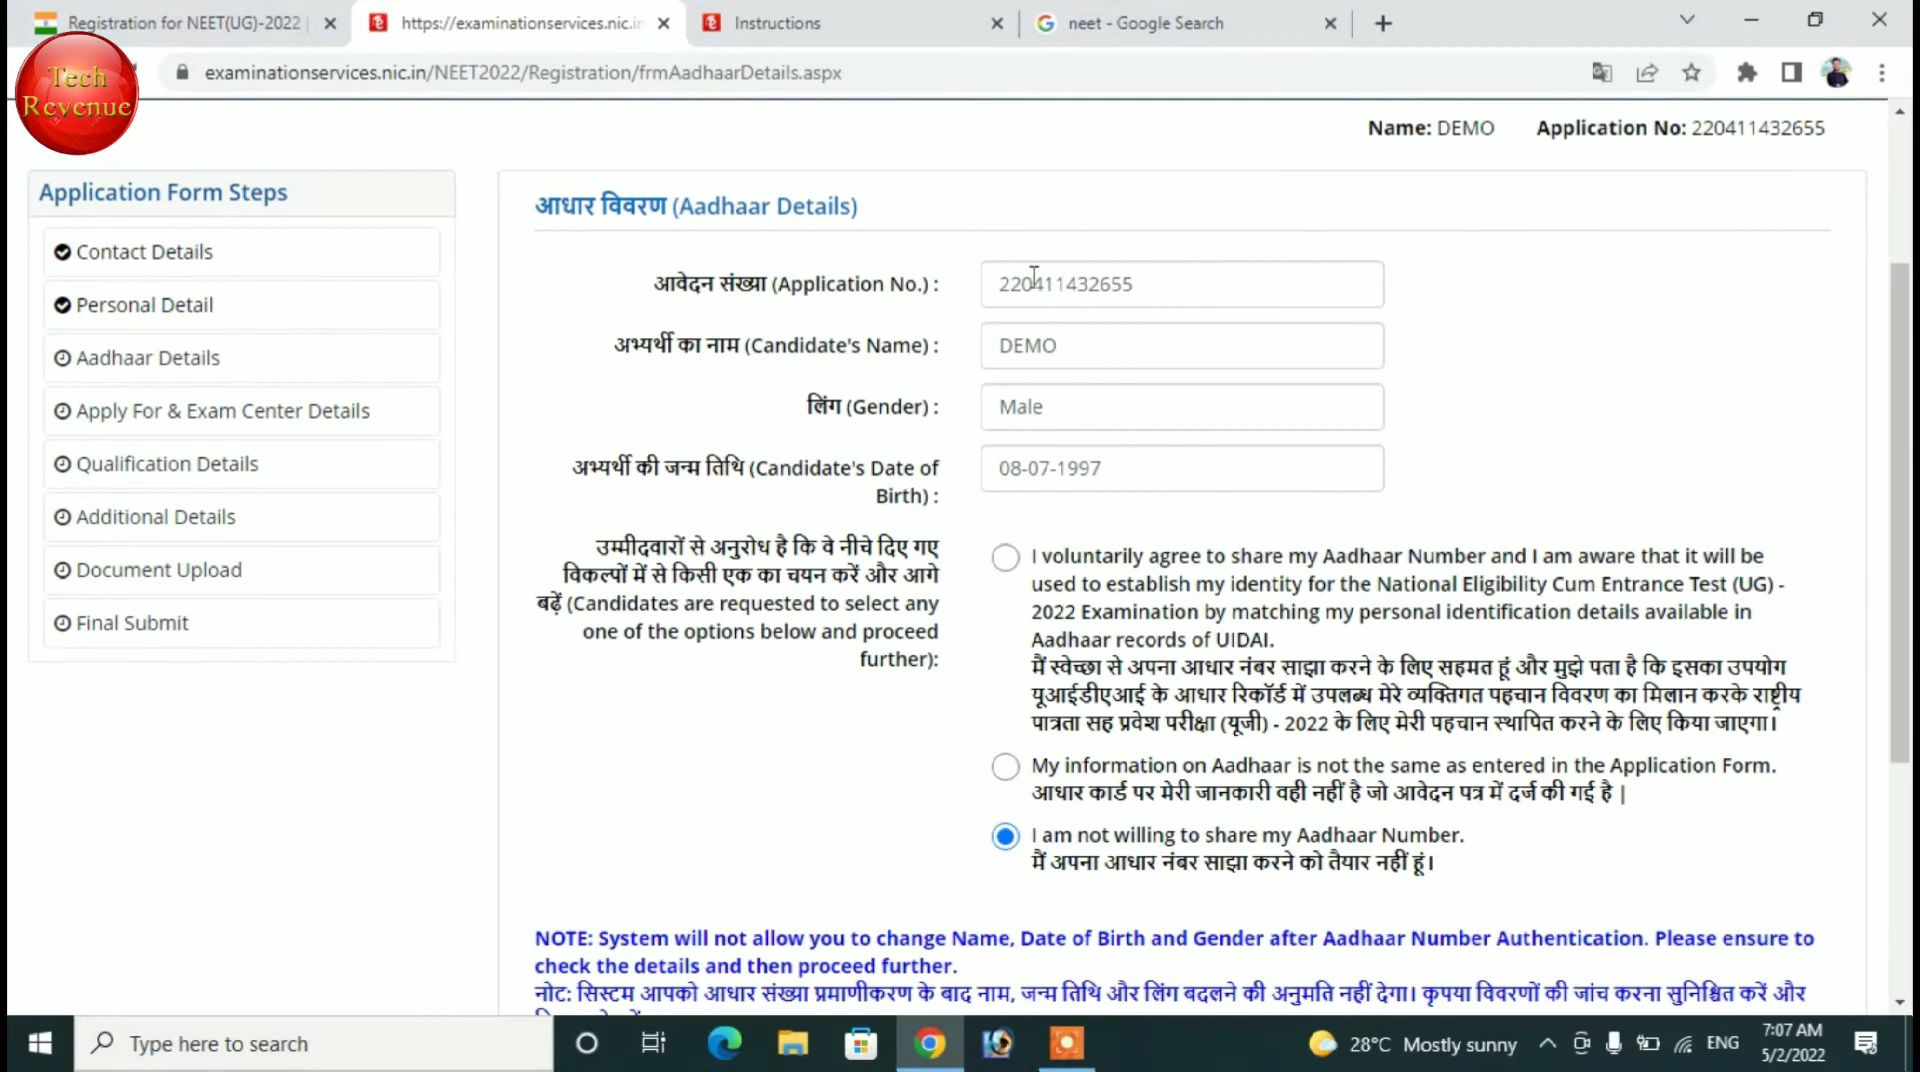 Registration for NEET(UG)-2022 |
https://examinationservices.nic.in
Instructions
neet - Google Search
Tech
Revenue
examinationservices.nic.in/NEET2022/Registration/frmAadhaarDetails.aspx
Name: DEMO Application No: 220411432655
Application Form Steps
Contact Details
Personal Detail
Aadhaar Details
Apply For & Exam Center Details
Qualification Details
Additional Details
Document Upload
Final Submit
आधार विवरण (Aadhaar Details)
आवेदन संख्या (Application No.) : 220411432655
अभ्यर्थी का नाम (Candidate's Name) : DEMO
लिंग (Gender) : Male
अभ्यर्थी की जन्म तिथि (Candidate's Date of
Birth) :
08-07-1997
उम्मीदवारों से अनुरोध है कि वे नीचे दिए गए
विकल्पों में से किसी एक का चयन करें और आगे
बढ़ें (Candidates are requested to select any
one of the options below and proceed
further):
I voluntarily agree to share my Aadhaar Number and I am aware that it will be
used to establish my identity for the National Eligibility Cum Entrance Test (UG) -
2022 Examination by matching my personal identification details available in
Aadhaar records of UIDAI.
मैं स्वेच्छा से अपना आधार नंबर साझा करने के लिए सहमत हूं और मुझे पता है कि इसका उपयोग
यूआईडीएआई के आधार रिकॉर्ड में उपलब्ध मेरे व्यक्तिगत पहचान विवरण का मिलान करके राष्ट्रीय
पात्रता सह प्रवेश परीक्षा (यूजी) - 2022 के लिए मेरी पहचान स्थापित करने के लिए किया जाएगा।
My information on Aadhaar is not the same as entered in the Application Form.
आधार कार्ड पर मेरी जानकारी वही नहीं है जो आवेदन पत्र में दर्ज की गई है |
I am not willing to share my Aadhaar Number.
मैं अपना आधार नंबर साझा करने को तैयार नहीं हूं।
NOTE: System will not allow you to change Name, Date of Birth and Gender after Aadhaar Number Authentication. Please ensure to
check the details and then proceed further.
नोट: सिस्टम आपको आधार संख्या प्रमाणीकरण के बाद नाम, जन्म तिथि और लिंग बदलने की अनुमति नहीं देगा। कृपया विवरणों की जांच करना सुनिश्चित करें और
Type here to search
28°C Mostly sunny
ENG
7:07 AM
5/2/2022